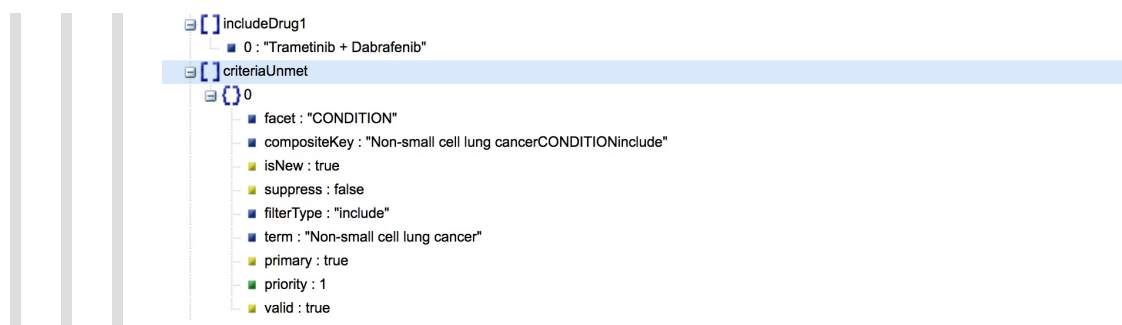 includeDrug1
0 : "Trametinib + Dabrafenib"
criteriaUnmet
0
facet : "CONDITION"
compositeKey : "Non-small cell lung cancerCONDITIONinclude"
isNew : true
suppress : false
filterType : "include"
term : "Non-small cell lung cancer"
primary : true
priority : 1
valid : true